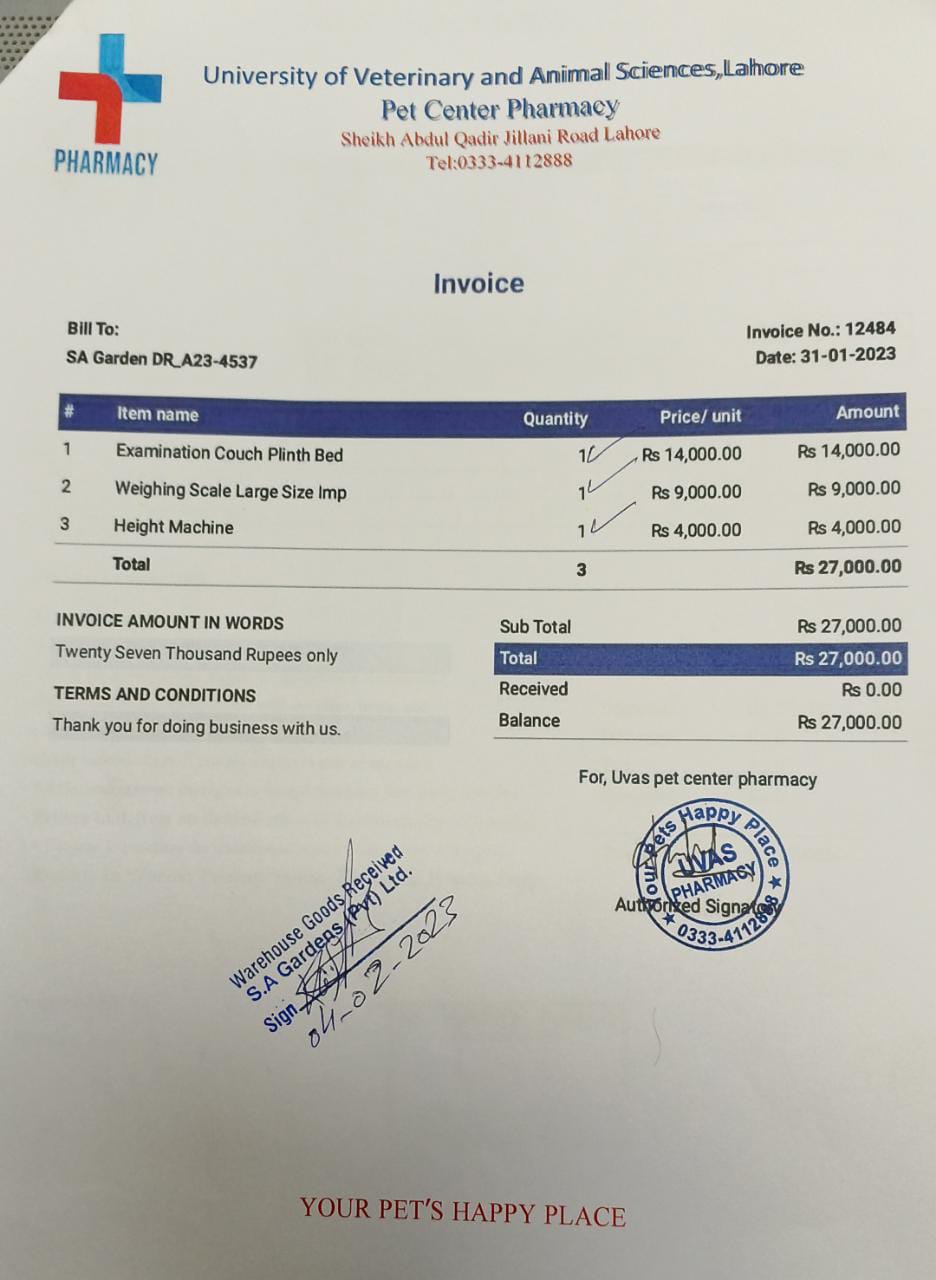 University of Veterinary and Animal Sciences,Lahore
Pet Center Pharmacy
Sheikh Abdul Qadir Jillani Road Lahore
Tel:0333-4112888
PHARMACY
Invoice
Bill To:
SA Garden DR_A23-4537
Invoice No.: 12484
Date: 31-01-2023
# Item name Quantity Price/ unit Amount
1 Examination Couch Plinth Bed 1 Rs 14,000.00 Rs 14,000.00
2 Weighing Scale Large Size Imp 1 Rs 9,000.00 Rs 9,000.00
3 Height Machine 1 Rs 4,000.00 Rs 4,000.00
Total 3 Rs 27,000.00
INVOICE AMOUNT IN WORDS
Twenty Seven Thousand Rupees only
TERMS AND CONDITIONS
Thank you for doing business with us.
Sub Total Rs 27,000.00
Total Rs 27,000.00
Received Rs 0.00
Balance Rs 27,000.00
For, Uvas pet center pharmacy
Your Pets Happy Place
UVAS
PHARMACY
0333-4112888
Authorized Signatory
Warehouse Goods Received
S.A Gardens (Pvt) Ltd.
Sign
04-02-2023
YOUR PET'S HAPPY PLACE